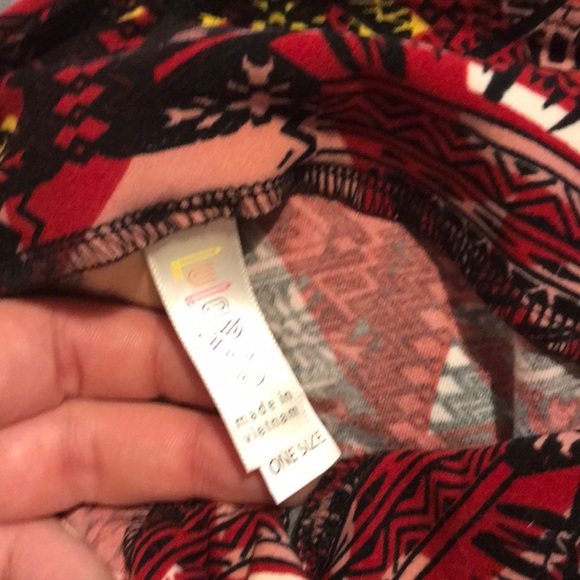 LuLaRoe
made in
vietnam
ONE SIZE